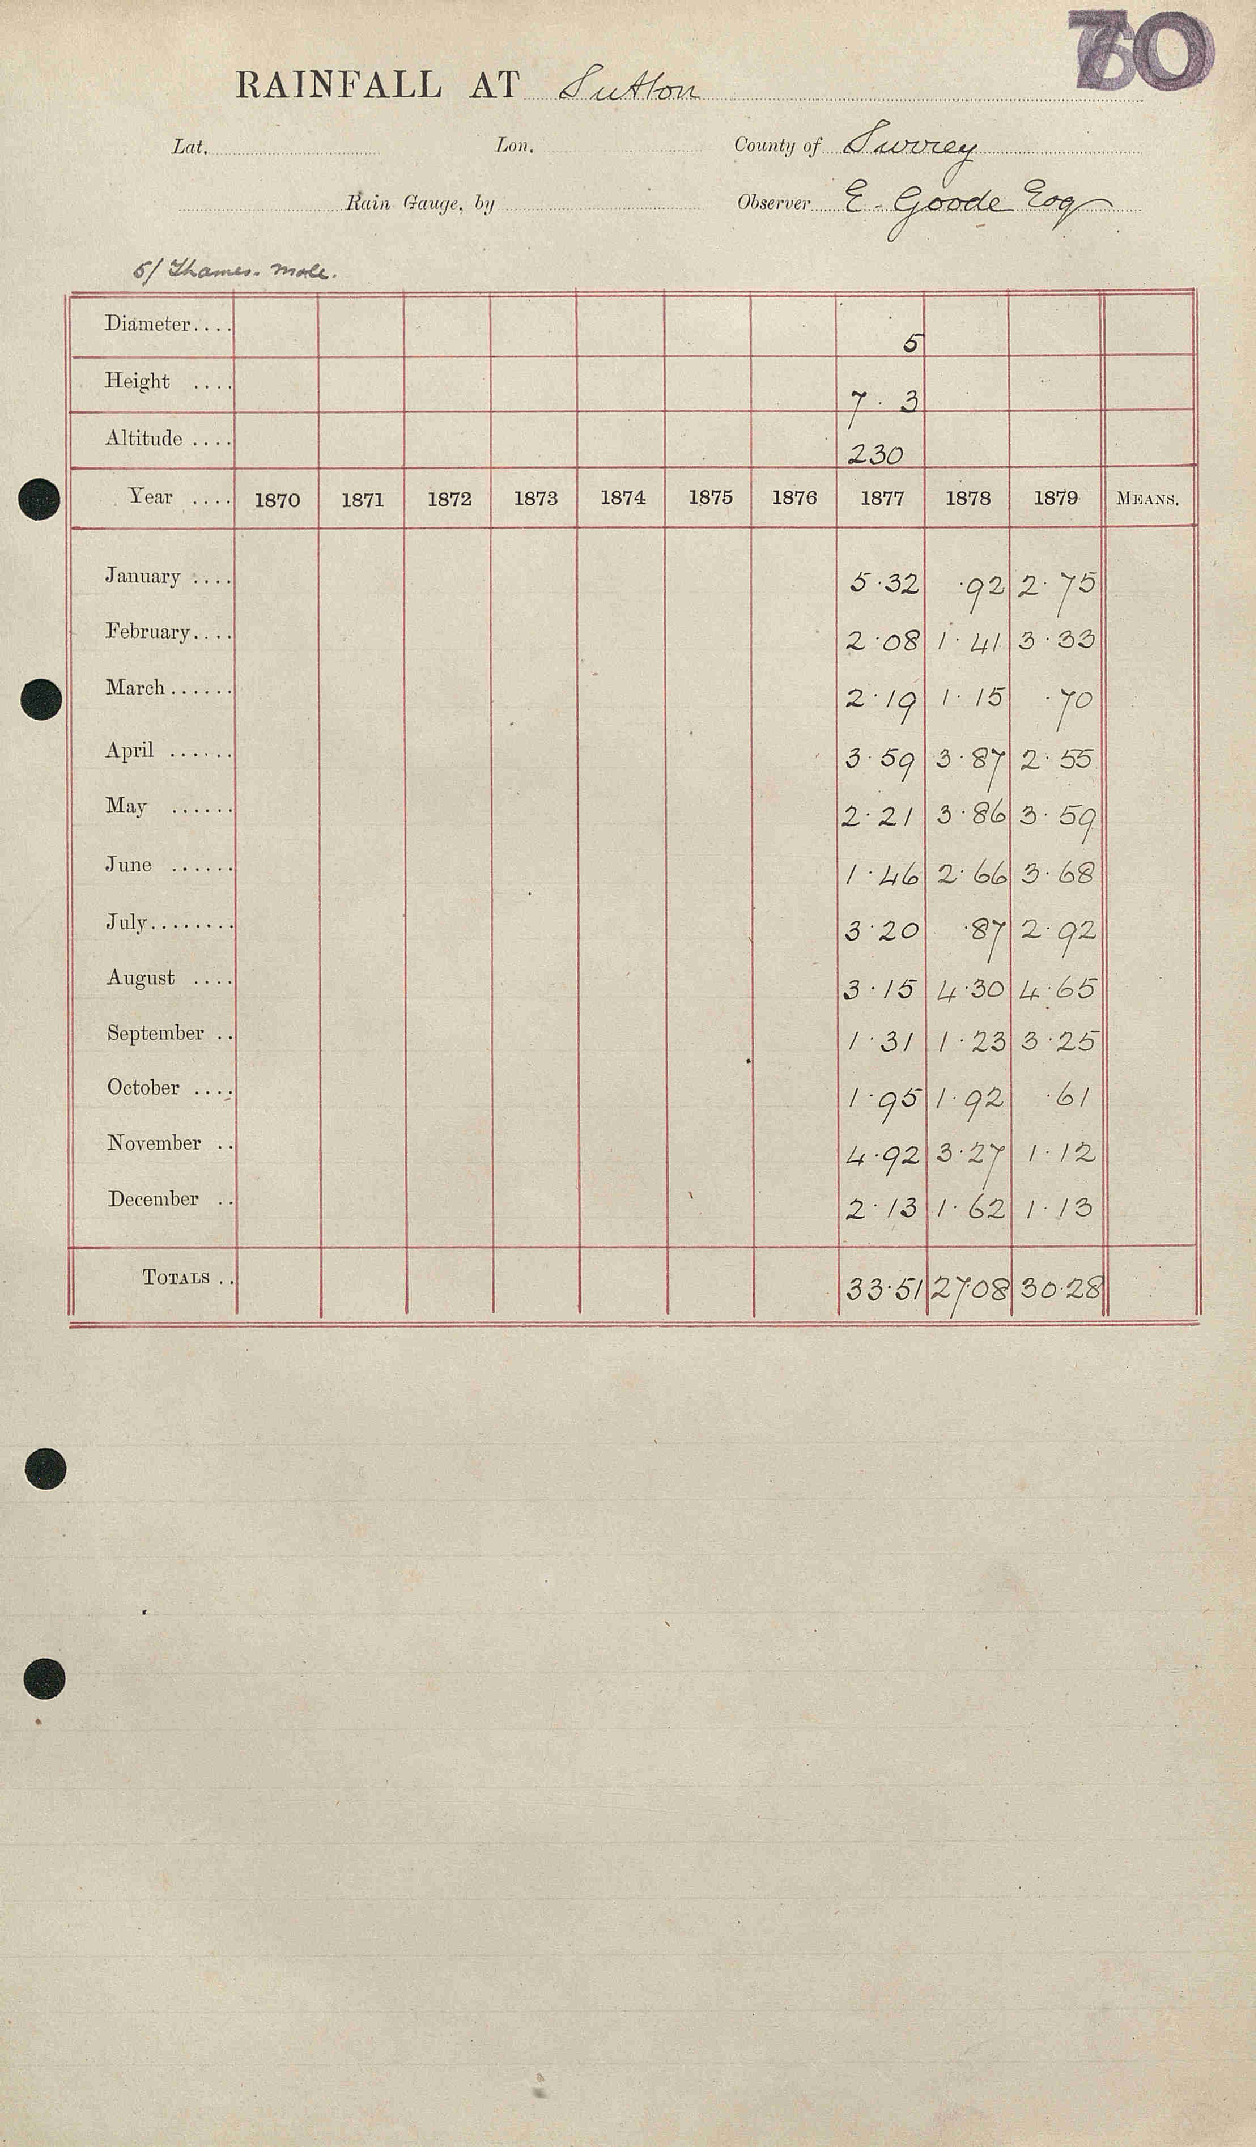 70
RAINFALL AT Sutton
Lat. Lon. County of Surrey
Rain Gauge, by Observer E. Goode Esq
5/ Thames. Mole.
Diameter.... 5
Height .... 7 · 3
Altitude .... 230
Year .... 1870 1871 1872 1873 1874 1875 1876 1877 1878 1879 MEANS.
January .... 5·32 ·92 2·75
February.... 2·08 1·41 3·33
March...... 2·19 1·15 ·70
April ...... 3·59 3·87 2·55
May ...... 2·21 3·86 3·59
June ...... 1·46 2·66 3·68
July........ 3·20 ·87 2·92
August .... 3·15 4·30 4·65
September .. 1·31 1·23 3·25
October .... 1·95 1·92 ·61
November .. 4·92 3·27 1·12
December .. 2·13 1·62 1·13
TOTALS .. 33·51 27·08 30·28